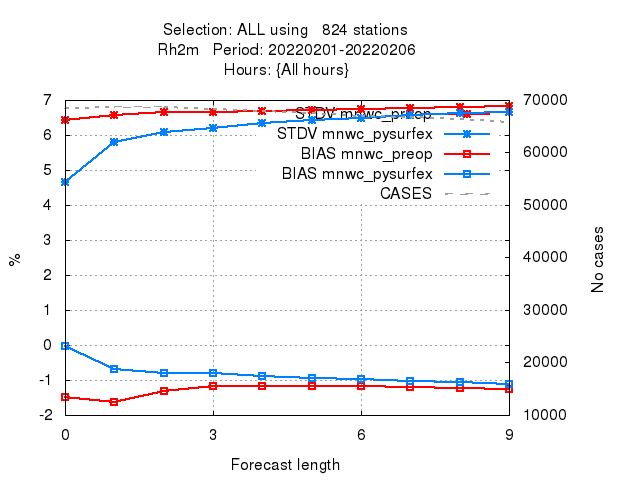 Selection: ALL using 824 stations
Rh2m Period: 20220201-20220206
Hours: {All hours}
7 70000
STDV mnwc_preop
6 STDV mnwc_pysurfex 60000
BIAS mnwc_preop
5 BIAS mnwc_pysurfex
CASES
4 50000
3 40000
% No cases
2
1 30000
0 20000
-1
-2 10000
0 3 6 9
Forecast length